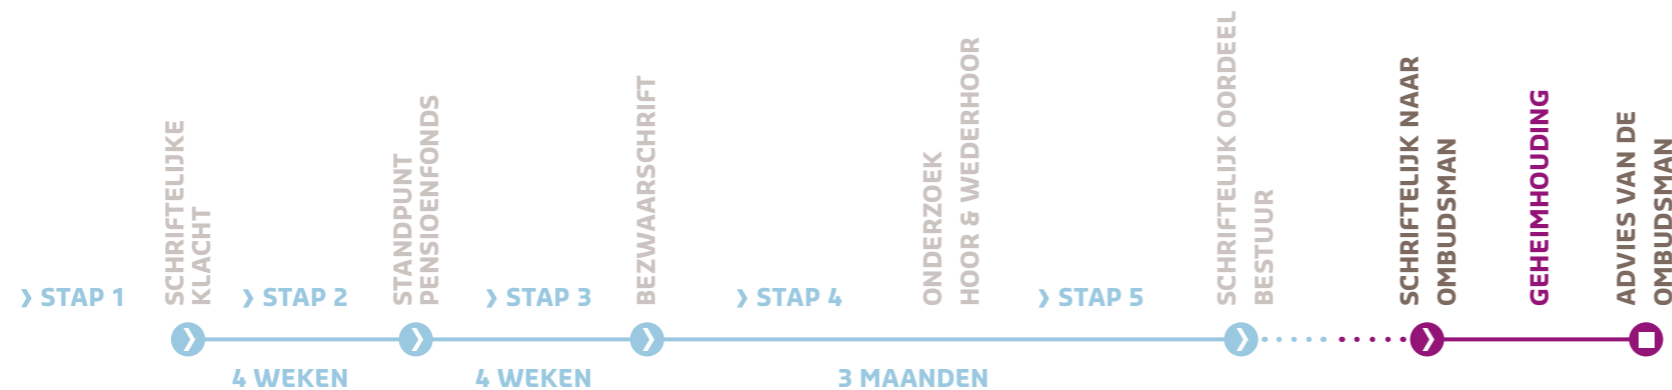 › STAP 1
SCHRIFTELIJKE
KLACHT
› STAP 2
STANDPUNT
PENSIOENFONDS
› STAP 3
BEZWAARSCHRIFT
› STAP 4
ONDERZOEK
HOOR & WEDERHOOR
› STAP 5
SCHRIFTELIJK OORDEEL
BESTUUR
SCHRIFTELIJK NAAR
OMBUDSMAN
GEHEIMHOUDING
ADVIES VAN DE
OMBUDSMAN
4 WEKEN
4 WEKEN
3 MAANDEN